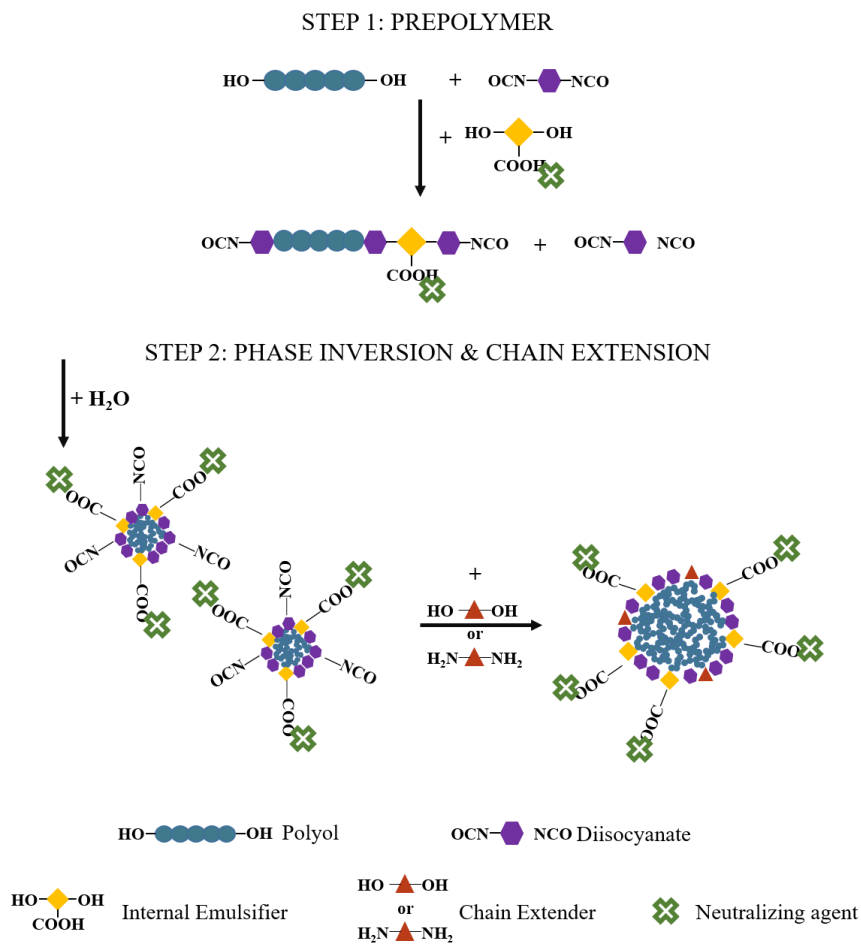 STEP 1: PREPOLYMER
HO OH + OCN NCO
+ HO OH
COOH
OCN NCO + OCN NCO
COOH
STEP 2: PHASE INVERSION & CHAIN EXTENSION
+ H₂O
NCO
OOC
COO
OCN
NCO
COO
NCO
OOC
COO
OCN
NCO
COO
+
HO OH
or
H₂N NH₂
OOC
COO
COO
OOC
OOC
HO OH Polyol
OCN NCO Diisocyanate
HO OH
COOH
Internal Emulsifier
HO OH
or
H₂N NH₂
Chain Extender
Neutralizing agent